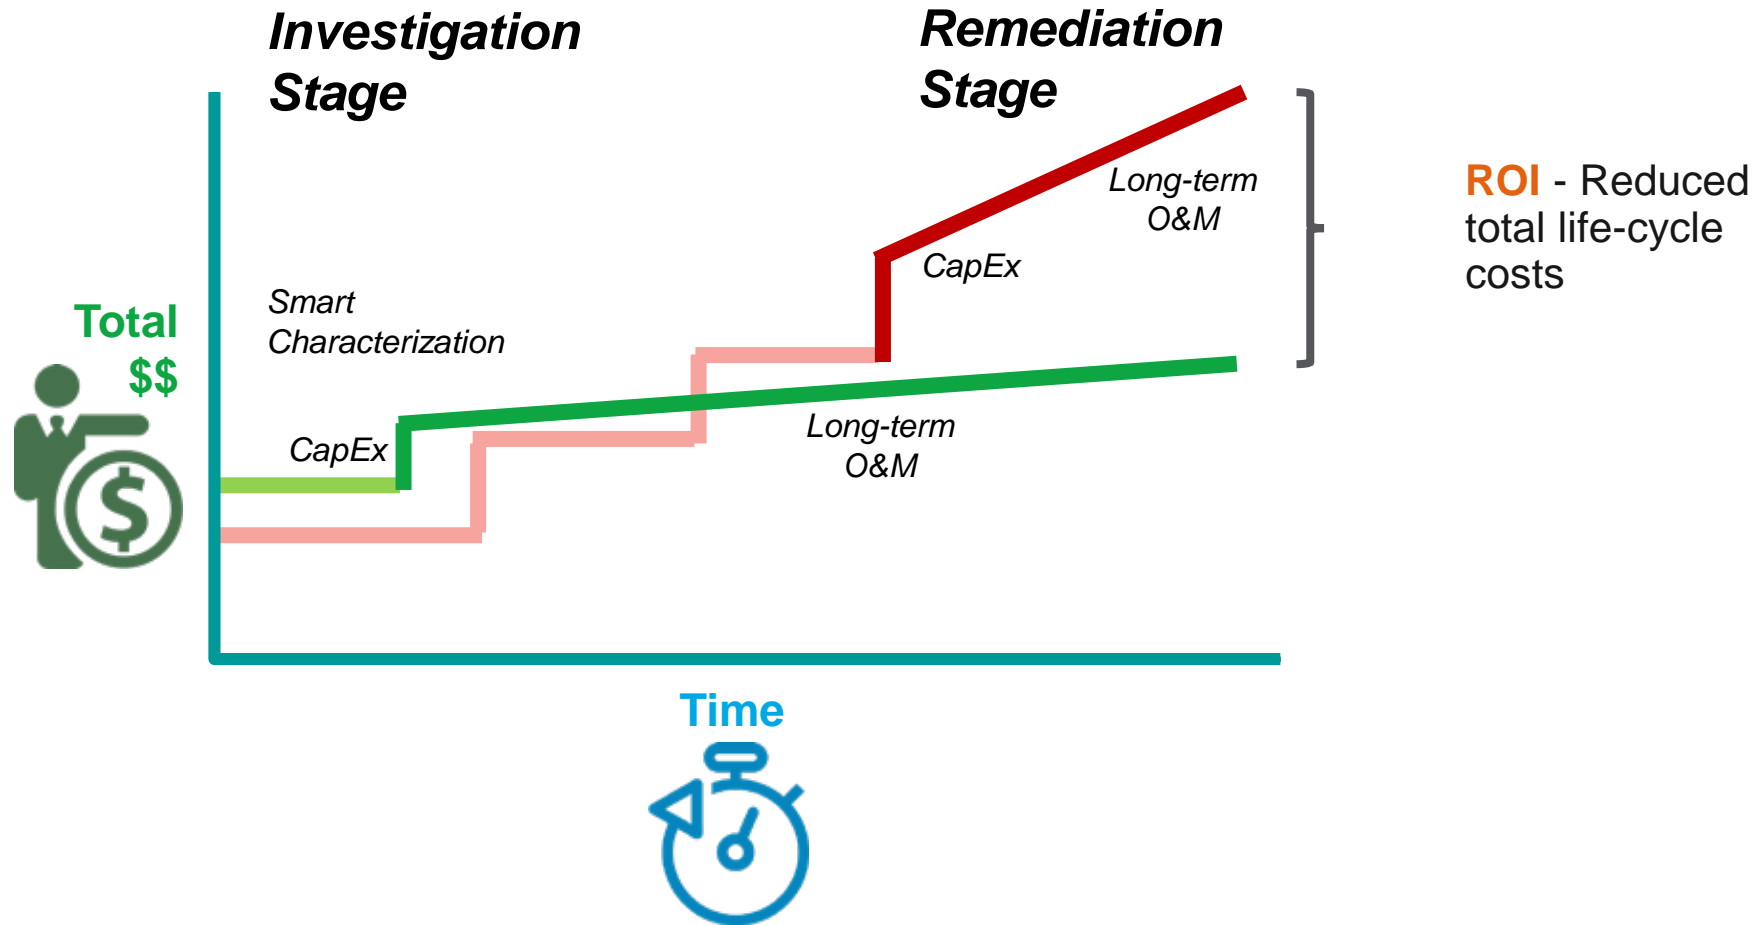 Investigation
Stage
Remediation
Stage
Long-term
O&M
ROI - Reduced
total life-cycle
costs
CapEx
Smart
Characterization
Total
$$
CapEx
Long-term
O&M
$
Time